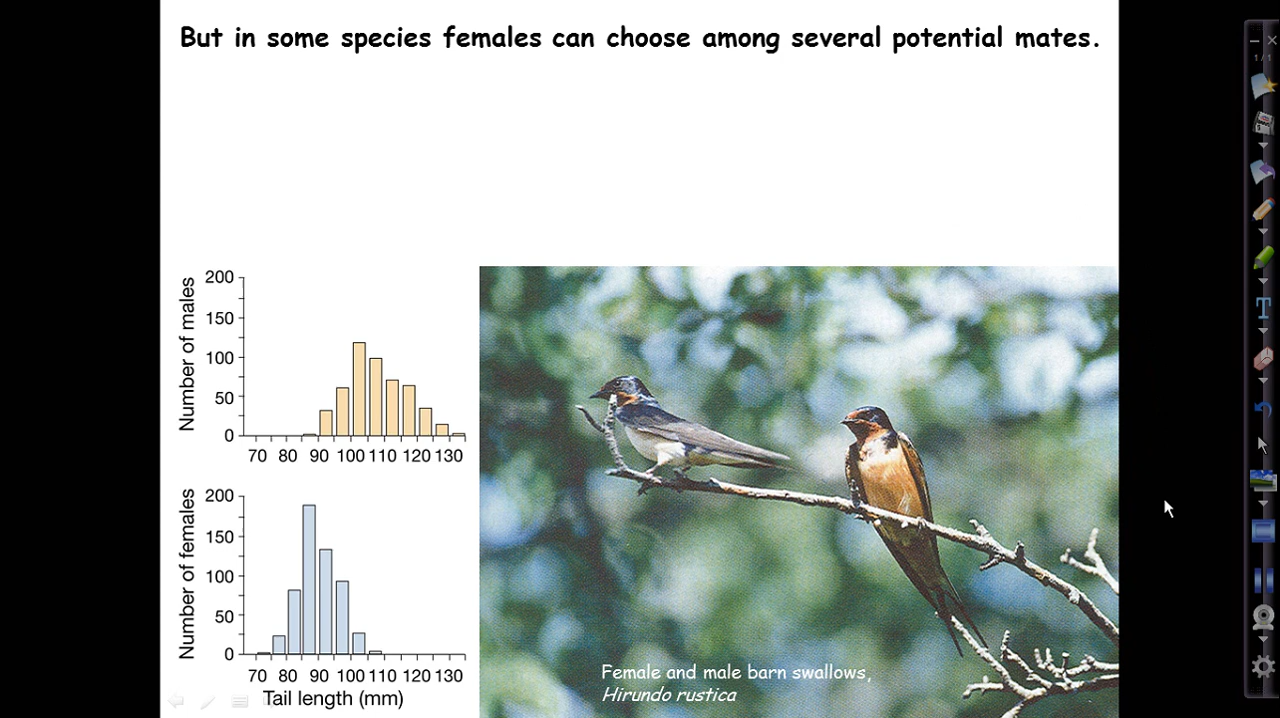 But in some species females can choose among several potential mates.
1/1
Number of males
200
150
100
50
0
70 80 90 100 110 120 130
Number of females
200
150
100
50
0
70 80 90 100 110 120 130
Tail length (mm)
Female and male barn swallows,
Hirundo rustica
T